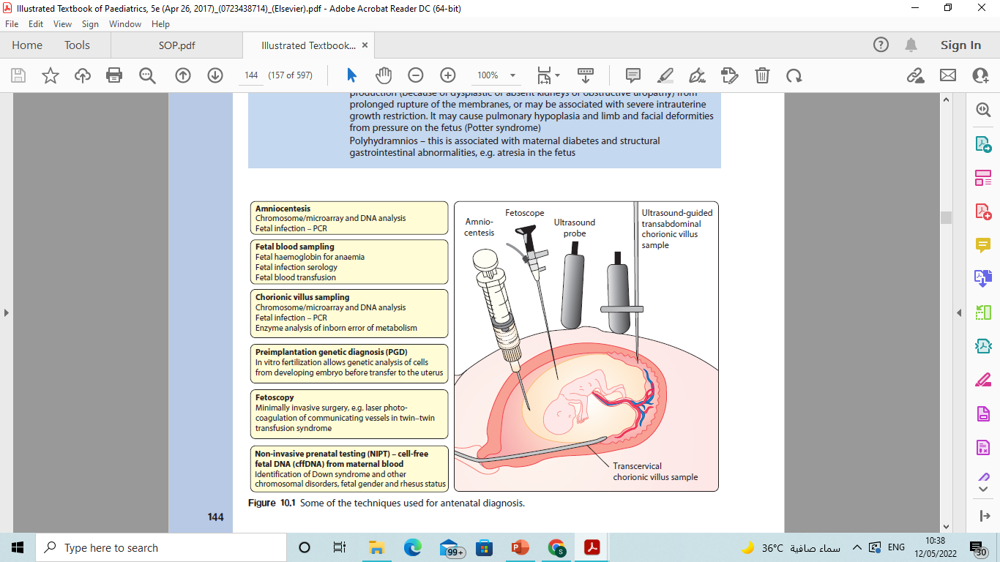 Illustrated Textbook of Paediatrics, 5e (Apr 26, 2017)_(0723438714)_(Elsevier).pdf - Adobe Acrobat Reader DC (64-bit)
File Edit View Sign Window Help
Home Tools SOP.pdf Illustrated Textbook... ×
Sign In
144 (157 of 597) 100%
production (because of dysplastic or absent kidneys or obstructive uropathy) from
prolonged rupture of the membranes, or may be associated with severe intrauterine
growth restriction. It may cause pulmonary hypoplasia and limb and facial deformities
from pressure on the fetus (Potter syndrome)
Polyhydramnios – this is associated with maternal diabetes and structural
gastrointestinal abnormalities, e.g. atresia in the fetus
Amniocentesis
Chromosome/microarray and DNA analysis
Fetal infection – PCR
Fetal blood sampling
Fetal haemoglobin for anaemia
Fetal infection serology
Fetal blood transfusion
Chorionic villus sampling
Chromosome/microarray and DNA analysis
Fetal infection – PCR
Enzyme analysis of inborn error of metabolism
Preimplantation genetic diagnosis (PGD)
In vitro fertilization allows genetic analysis of cells
from developing embryo before transfer to the uterus
Fetoscopy
Minimally invasive surgery, e.g. laser photo-
coagulation of communicating vessels in twin–twin
transfusion syndrome
Non-invasive prenatal testing (NIPT) – cell-free
fetal DNA (cffDNA) from maternal blood
Identification of Down syndrome and other
chromosomal disorders, fetal gender and rhesus status
Amnio-
centesis
Fetoscope
Ultrasound
probe
Ultrasound-guided
transabdominal
chorionic villus
sample
Transcervical
chorionic villus sample
Figure 10.1 Some of the techniques used for antenatal diagnosis.
144
Type here to search
99+
36°C سماء صافية
ENG
10:38
12/05/2022
30